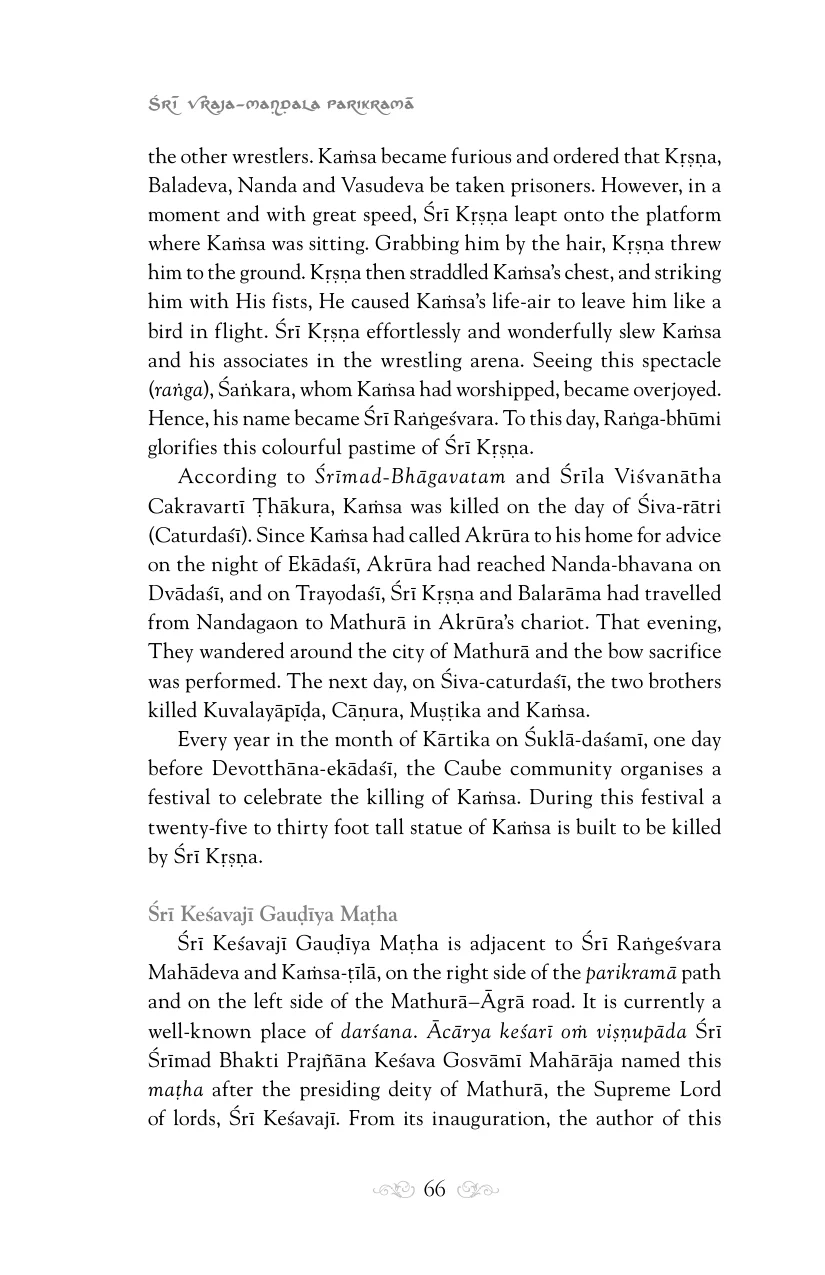 Śrī Vraja-maṇḍala Parikramā
the other wrestlers. Kaṁsa became furious and ordered that Kṛṣṇa,
Baladeva, Nanda and Vasudeva be taken prisoners. However, in a
moment and with great speed, Śrī Kṛṣṇa leapt onto the platform
where Kaṁsa was sitting. Grabbing him by the hair, Kṛṣṇa threw
him to the ground. Kṛṣṇa then straddled Kaṁsa’s chest, and striking
him with His fists, He caused Kaṁsa’s life-air to leave him like a
bird in flight. Śrī Kṛṣṇa effortlessly and wonderfully slew Kaṁsa
and his associates in the wrestling arena. Seeing this spectacle
(raṅga), Śaṅkara, whom Kaṁsa had worshipped, became overjoyed.
Hence, his name became Śrī Raṅgeśvara. To this day, Raṅga-bhūmi
glorifies this colourful pastime of Śrī Kṛṣṇa.
According to Śrīmad-Bhāgavatam and Śrīla Viśvanātha
Cakravartī Ṭhākura, Kaṁsa was killed on the day of Śiva-rātri
(Caturdaśī). Since Kaṁsa had called Akrūra to his home for advice
on the night of Ekādaśī, Akrūra had reached Nanda-bhavana on
Dvādaśī, and on Trayodaśī, Śrī Kṛṣṇa and Balarāma had travelled
from Nandagaon to Mathurā in Akrūra’s chariot. That evening,
They wandered around the city of Mathurā and the bow sacrifice
was performed. The next day, on Śiva-caturdaśī, the two brothers
killed Kuvalayāpīḍa, Cāṇura, Muṣṭika and Kaṁsa.
Every year in the month of Kārtika on Śuklā-daśamī, one day
before Devotthāna-ekādaśī, the Caube community organises a
festival to celebrate the killing of Kaṁsa. During this festival a
twenty-five to thirty foot tall statue of Kaṁsa is built to be killed
by Śrī Kṛṣṇa.
Śrī Keśavajī Gauḍīya Maṭha
Śrī Keśavajī Gauḍīya Maṭha is adjacent to Śrī Raṅgeśvara
Mahādeva and Kaṁsa-ṭīlā, on the right side of the parikramā path
and on the left side of the Mathurā–Āgrā road. It is currently a
well-known place of darśana. Ācārya keśarī oṁ viṣṇupāda Śrī
Śrīmad Bhakti Prajñāna Keśava Gosvāmī Mahārāja named this
maṭha after the presiding deity of Mathurā, the Supreme Lord
of lords, Śrī Keśavajī. From its inauguration, the author of this
66